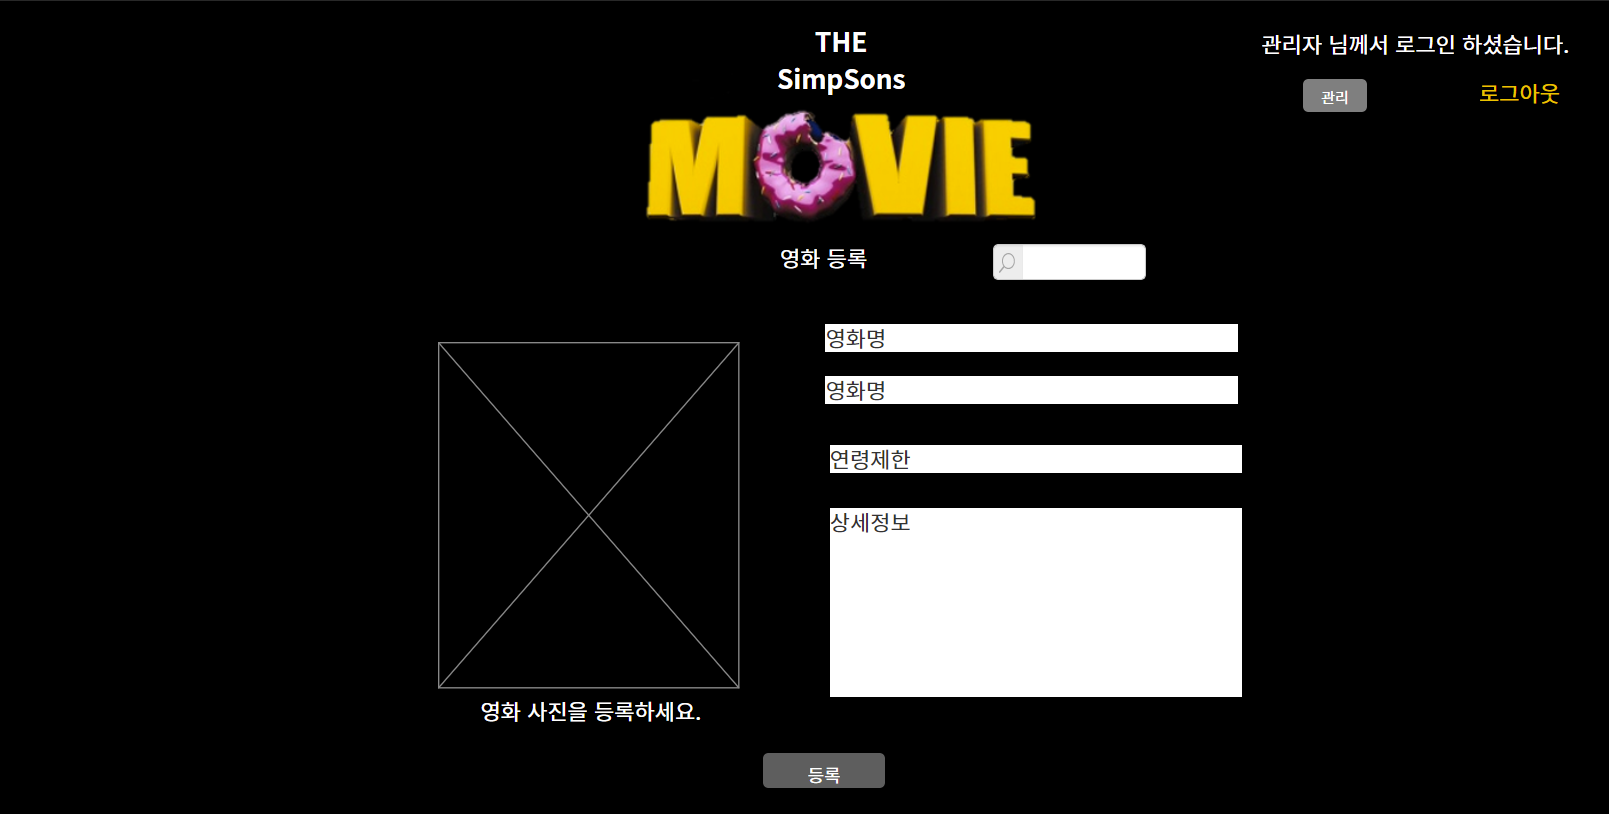 THE
SimpSons
MOVIE
관리자 님께서 로그인 하셨습니다.
관리
로그아웃
영화 등록
영화명
영화명
연령제한
상세정보
영화 사진을 등록하세요.
등록